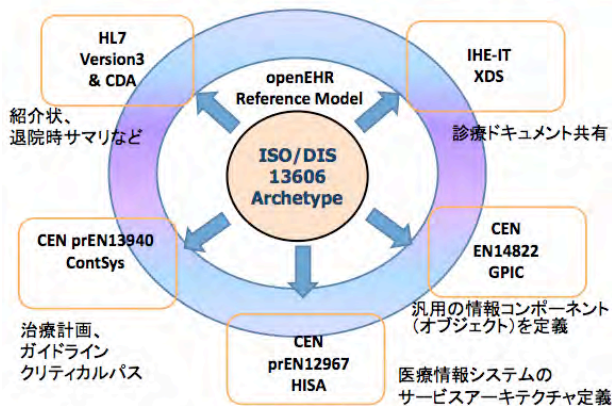 HL7
Version3
& CDA
紹介状、
退院時サマリなど
openEHR
Reference Model
IHE-IT
XDS
診療ドキュメント共有
ISO/DIS
13606
Archetype
CEN prEN13940
ContSys
治療計画、
ガイドライン
クリティカルパス
CEN
EN14822
GPIC
汎用の情報コンポーネント
(オブジェクト)を定義
CEN
prEN12967
HISA
医療情報システムの
サービスアーキテクチャ定義